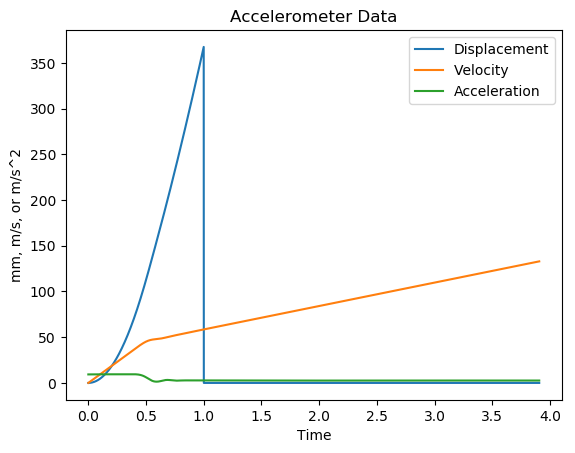 Accelerometer Data
Displacement
Velocity
Acceleration
mm, m/s, or m/s^2
350
300
250
200
150
100
50
0
0.0 0.5 1.0 1.5 2.0 2.5 3.0 3.5 4.0
Time